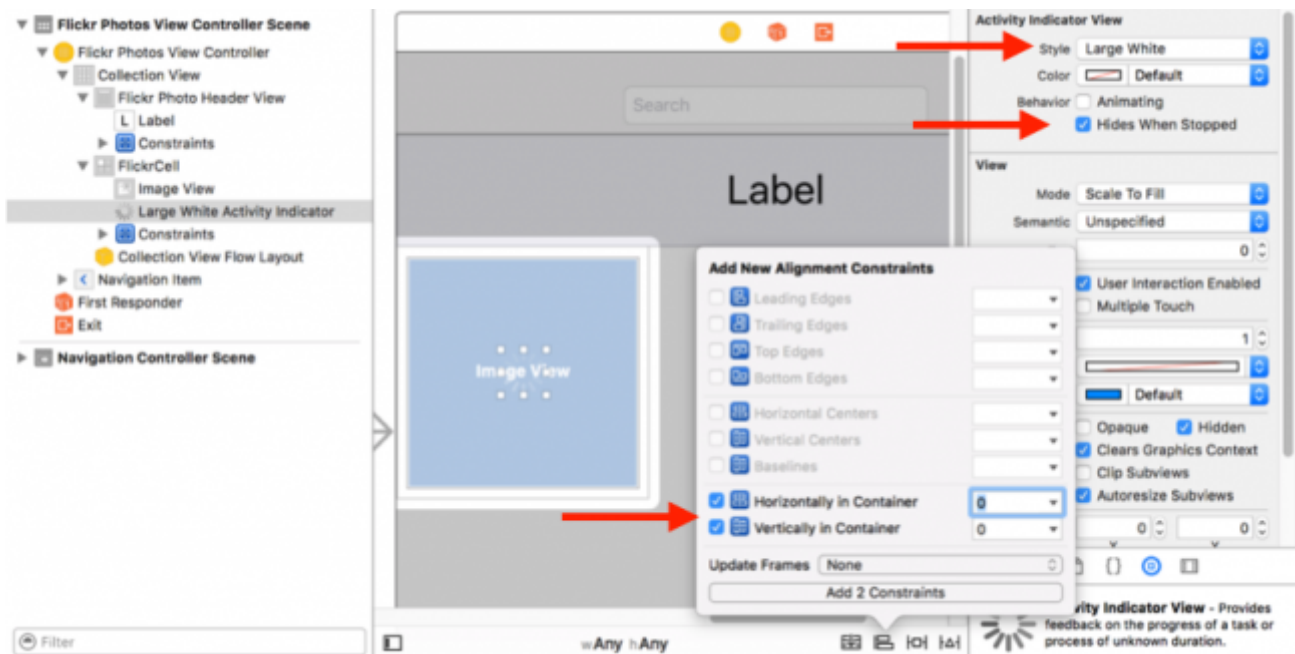 Flickr Photos View Controller Scene
Flickr Photos View Controller
Collection View
Flickr Photo Header View
L Label
Constraints
FlickrCell
Image View
Large White Activity Indicator
Constraints
Collection View Flow Layout
Navigation Item
First Responder
Exit
Navigation Controller Scene
Filter
Search
Label
Image View
wAny hAny
Add New Alignment Constraints
Leading Edges
Trailing Edges
Top Edges
Bottom Edges
Horizontal Centers
Vertical Centers
Baselines
Horizontally in Container 0
Vertically in Container 0
Update Frames None
Add 2 Constraints
Activity Indicator View
Style Large White
Color Default
Behavior Animating
Hides When Stopped
View
Mode Scale To Fill
Semantic Unspecified
0
User Interaction Enabled
Multiple Touch
1
Default
Opaque Hidden
Clears Graphics Context
Clip Subviews
Autoresize Subviews
0 0
{}
Indicator View - Provides
feedback on the progress of a task or
process of unknown duration.